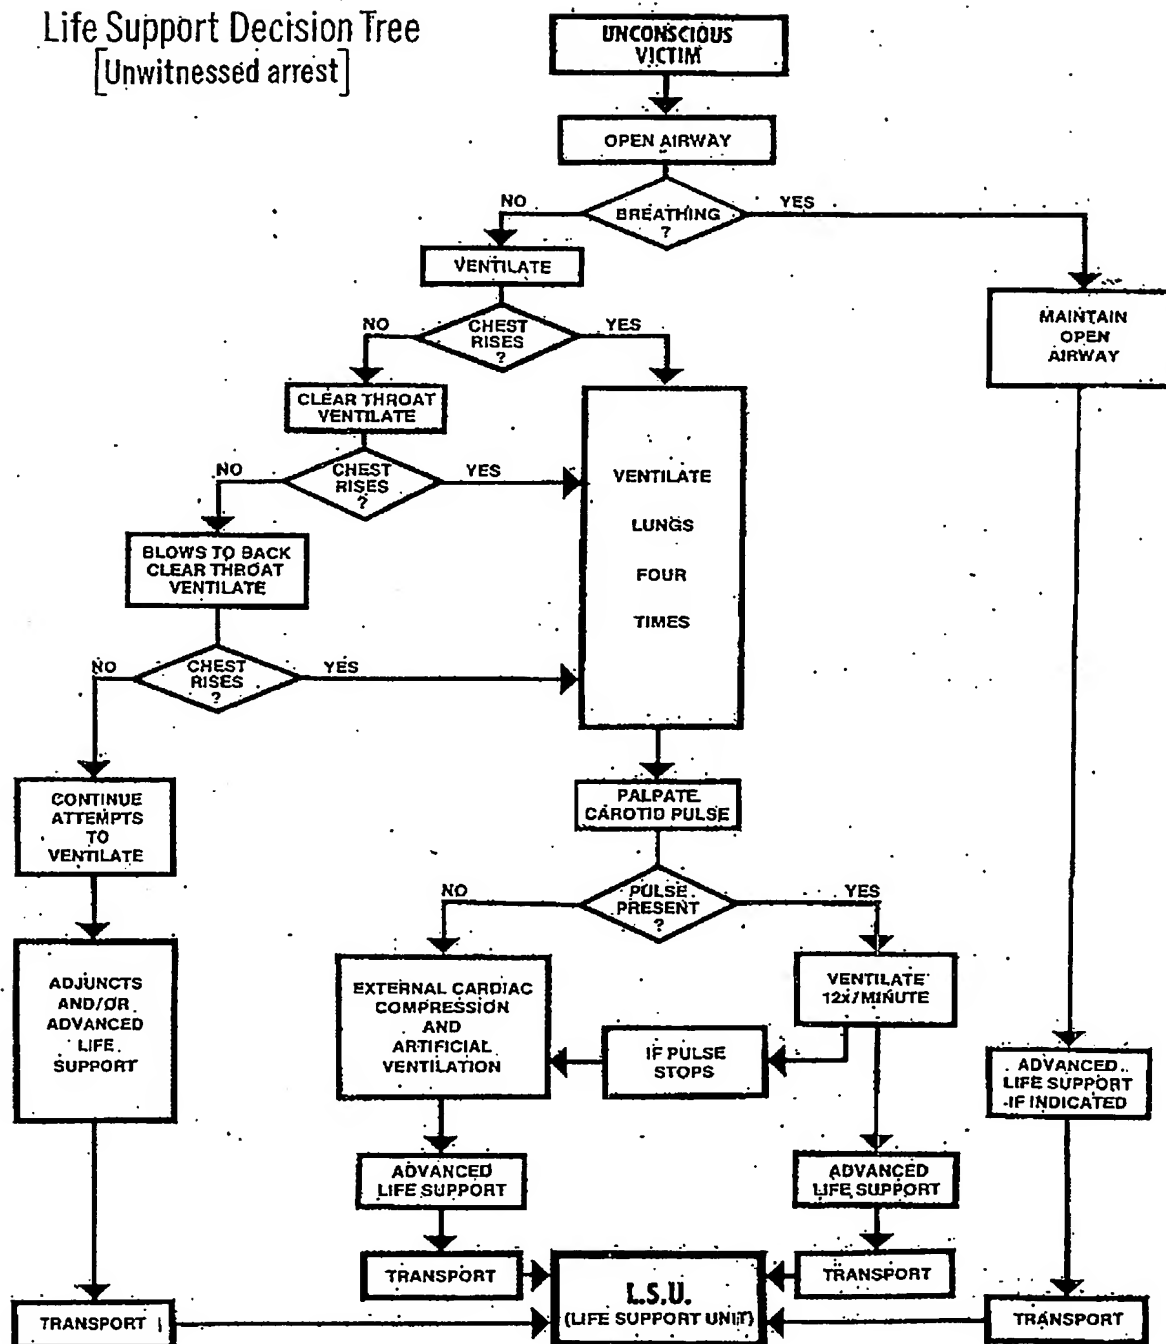 Life Support Decision Tree
[Unwitnessed arrest]
UNCONSCIOUS
VICTIM
OPEN AIRWAY
BREATHING
?
NO
YES
VENTILATE
MAINTAIN
OPEN
AIRWAY
CHEST
RISES
?
NO
YES
CLEAR THROAT
VENTILATE
CHEST
RISES
?
NO
YES
VENTILATE
LUNGS
FOUR
TIMES
BLOWS TO BACK
CLEAR THROAT
VENTILATE
CHEST
RISES
?
NO
YES
CONTINUE
ATTEMPTS
TO
VENTILATE
PALPATE
CAROTID PULSE
PULSE
PRESENT
?
NO
YES
ADJUNCTS
AND/OR
ADVANCED
LIFE
SUPPORT
EXTERNAL CARDIAC
COMPRESSION
AND
ARTIFICIAL
VENTILATION
IF PULSE
STOPS
VENTILATE
12x/MINUTE
ADVANCED
LIFE SUPPORT
IF INDICATED
ADVANCED
LIFE SUPPORT
ADVANCED
LIFE SUPPORT
TRANSPORT
TRANSPORT
TRANSPORT
L.S.U.
(LIFE SUPPORT UNIT)
TRANSPORT